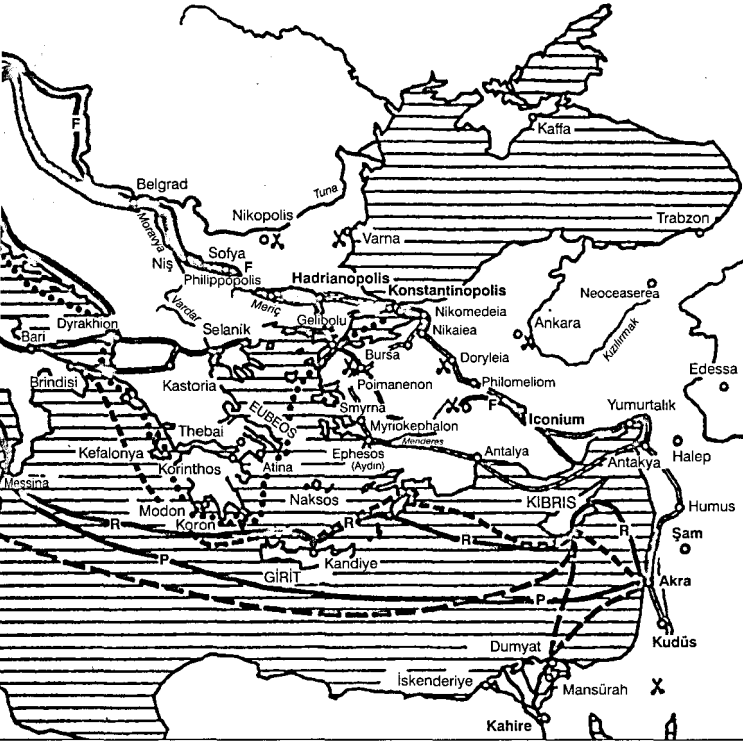 F
Kaffa
Belgrad
Tuna
Nikopolis
Trabzon
Moravya
Varna
Sofya
Niş
F
Philippopolis
Hadrianopolis
Konstantinopolis
Neoceaserea
Vardar
Meriç
Nikomedeia
Dyrakhion
Selanik
Gelibolu
Nikaiea
Ankara
Kızılırmak
Bari
Bursa
Doryleia
Edessa
Brindisi
Kastoria
Poimanenon
Philomeliom
EUBEOS
F
Smyrna
Iconium
Yumurtalık
Thebai
Myriokephalon
Kefalonya
Menderes
Korinthos
Atina
Ephesos
(Aydın)
Antalya
Antakya
Halep
Messina
Naksos
KIBRIS
Modon
Humus
R
Koron
R
R
R
Şam
P
Kandiye
GİRİT
Akra
P
Kudüs
Dumyat
İskenderiye
Mansürah
Kahire